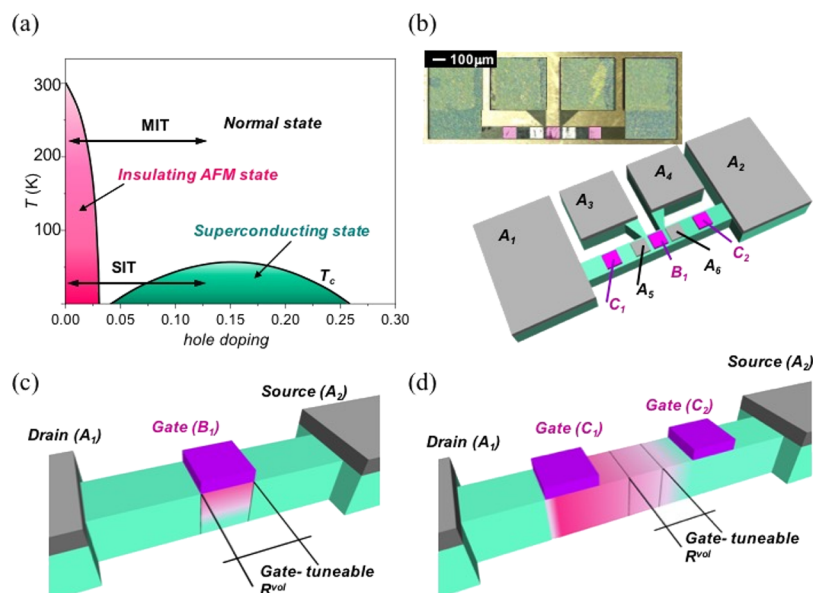 (a)
300
200
100
0
T (K)
0.00 0.05 0.10 0.15 0.20 0.25 0.30
hole doping
MIT
Normal state
Insulating AFM state
Superconducting state
SIT
Tc
(b)
100µm
A1
A3
A4
A2
C1
A5
B1
A6
C2
(c)
Source (A2)
Gate (B1)
Drain (A1)
Gate- tuneable
Rvol
(d)
Source (A2)
Gate (C2)
Gate (C1)
Drain (A1)
Gate- tuneable
Rvol